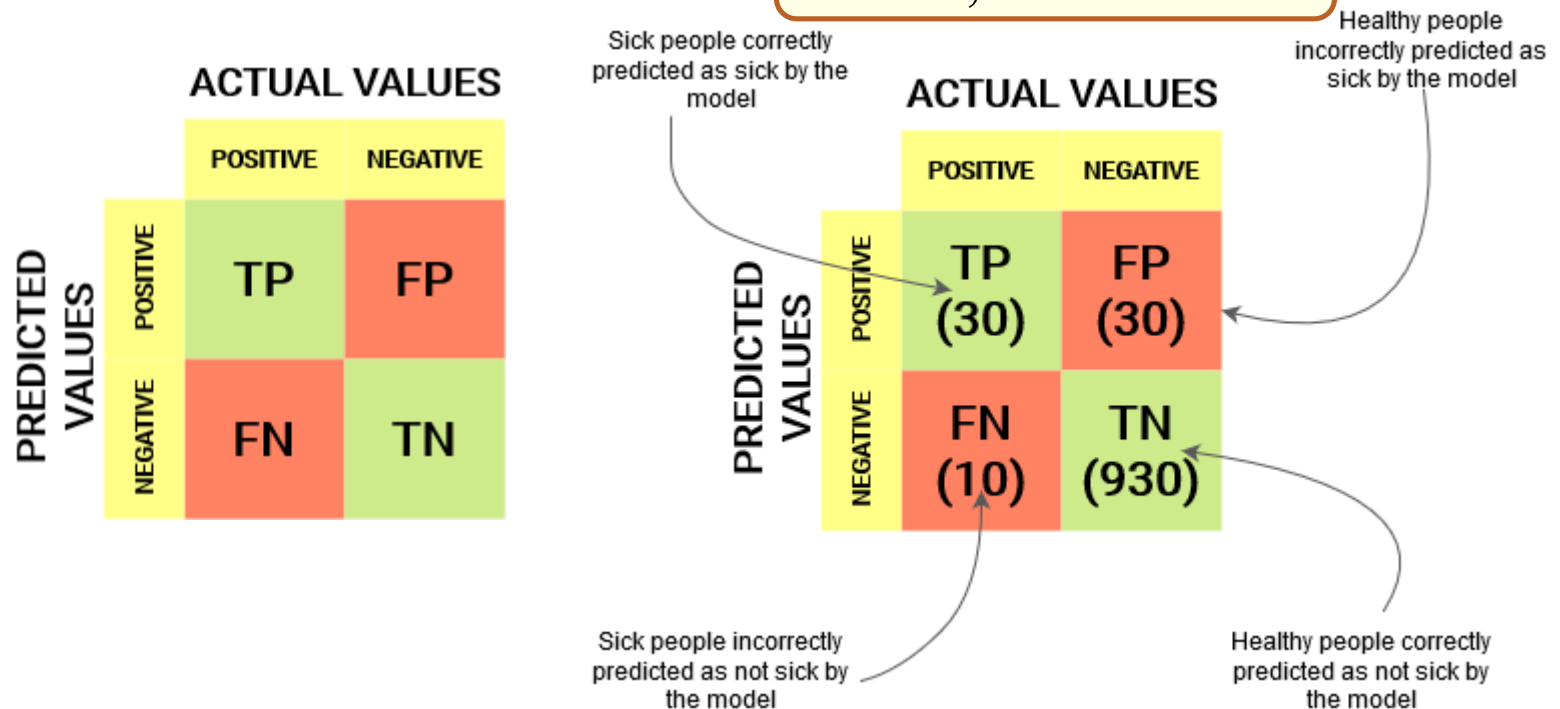 ACTUAL VALUES
POSITIVE NEGATIVE
PREDICTED
VALUES
POSITIVE
TP FP
NEGATIVE
FN TN
Sick people correctly
predicted as sick by the
model
Healthy people
incorrectly predicted as
sick by the model
ACTUAL VALUES
POSITIVE NEGATIVE
PREDICTED
VALUES
POSITIVE
TP FP
(30) (30)
NEGATIVE
FN TN
(10) (930)
Sick people incorrectly
predicted as not sick by
the model
Healthy people correctly
predicted as not sick by
the model